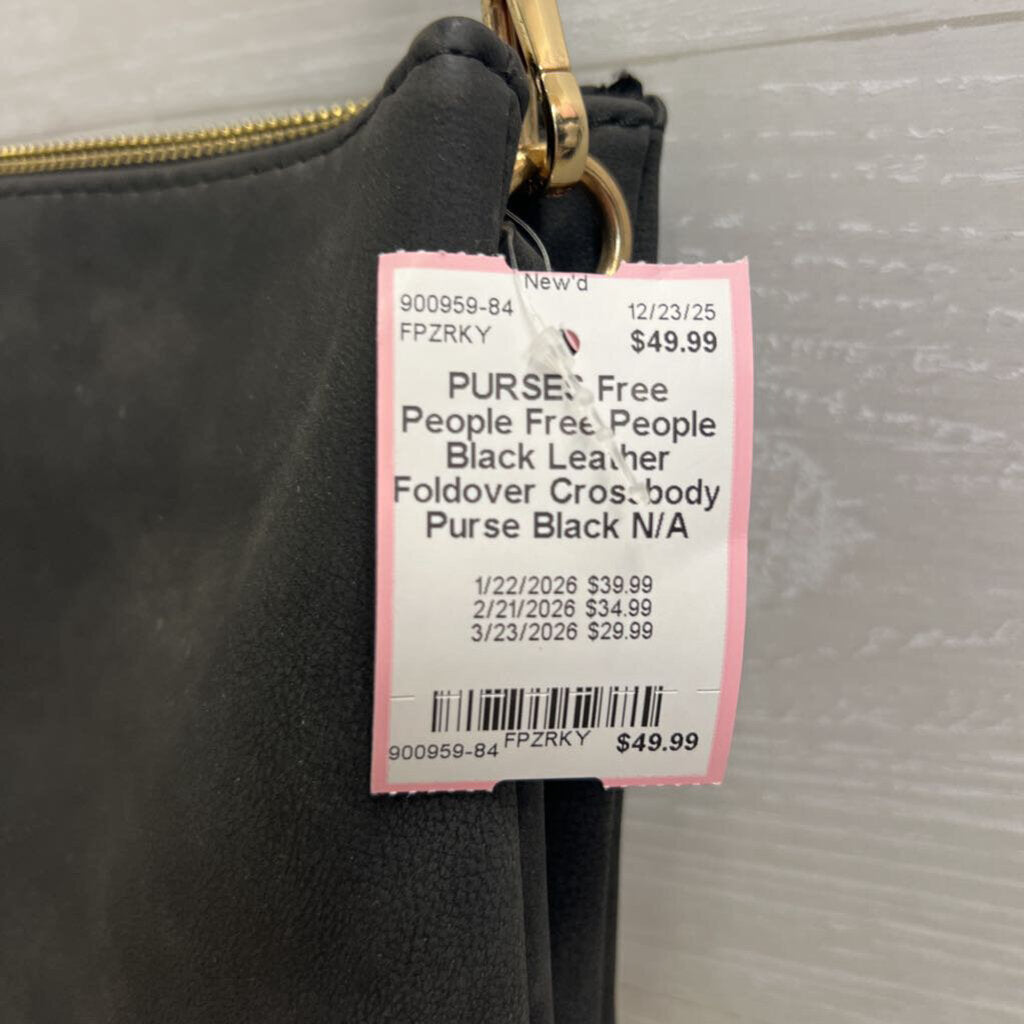 New'd
900959-84 12/23/25
FPZRKY $49.99
PURSES Free
People Free People
Black Leather
Foldover Crossbody
Purse Black N/A
1/22/2026 $39.99
2/21/2026 $34.99
3/23/2026 $29.99
900959-84 FPZRKY $49.99